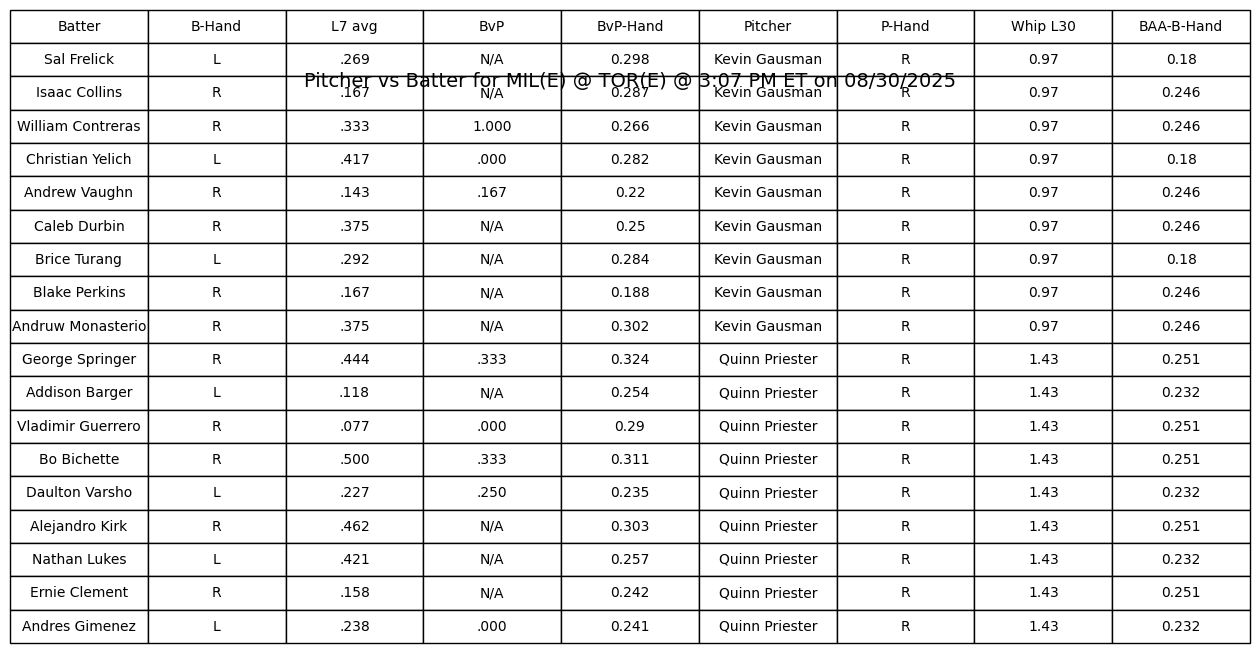 Batter B-Hand L7 avg BvP BvP-Hand Pitcher P-Hand Whip L30 BAA-B-Hand
Sal Frelick L .269 N/A 0.298 Kevin Gausman R 0.97 0.18
Pitcher vs Batter for MIL(E) @ TOR(E) @ 3:07 PM ET on 08/30/2025
Isaac Collins R .167 N/A 0.287 Kevin Gausman R 0.97 0.246
William Contreras R .333 1.000 0.266 Kevin Gausman R 0.97 0.246
Christian Yelich L .417 .000 0.282 Kevin Gausman R 0.97 0.18
Andrew Vaughn R .143 .167 0.22 Kevin Gausman R 0.97 0.246
Caleb Durbin R .375 N/A 0.25 Kevin Gausman R 0.97 0.246
Brice Turang L .292 N/A 0.284 Kevin Gausman R 0.97 0.18
Blake Perkins R .167 N/A 0.188 Kevin Gausman R 0.97 0.246
Andruw Monasterio R .375 N/A 0.302 Kevin Gausman R 0.97 0.246
George Springer R .444 .333 0.324 Quinn Priester R 1.43 0.251
Addison Barger L .118 N/A 0.254 Quinn Priester R 1.43 0.232
Vladimir Guerrero R .077 .000 0.29 Quinn Priester R 1.43 0.251
Bo Bichette R .500 .333 0.311 Quinn Priester R 1.43 0.251
Daulton Varsho L .227 .250 0.235 Quinn Priester R 1.43 0.232
Alejandro Kirk R .462 N/A 0.303 Quinn Priester R 1.43 0.251
Nathan Lukes L .421 N/A 0.257 Quinn Priester R 1.43 0.232
Ernie Clement R .158 N/A 0.242 Quinn Priester R 1.43 0.251
Andres Gimenez L .238 .000 0.241 Quinn Priester R 1.43 0.232